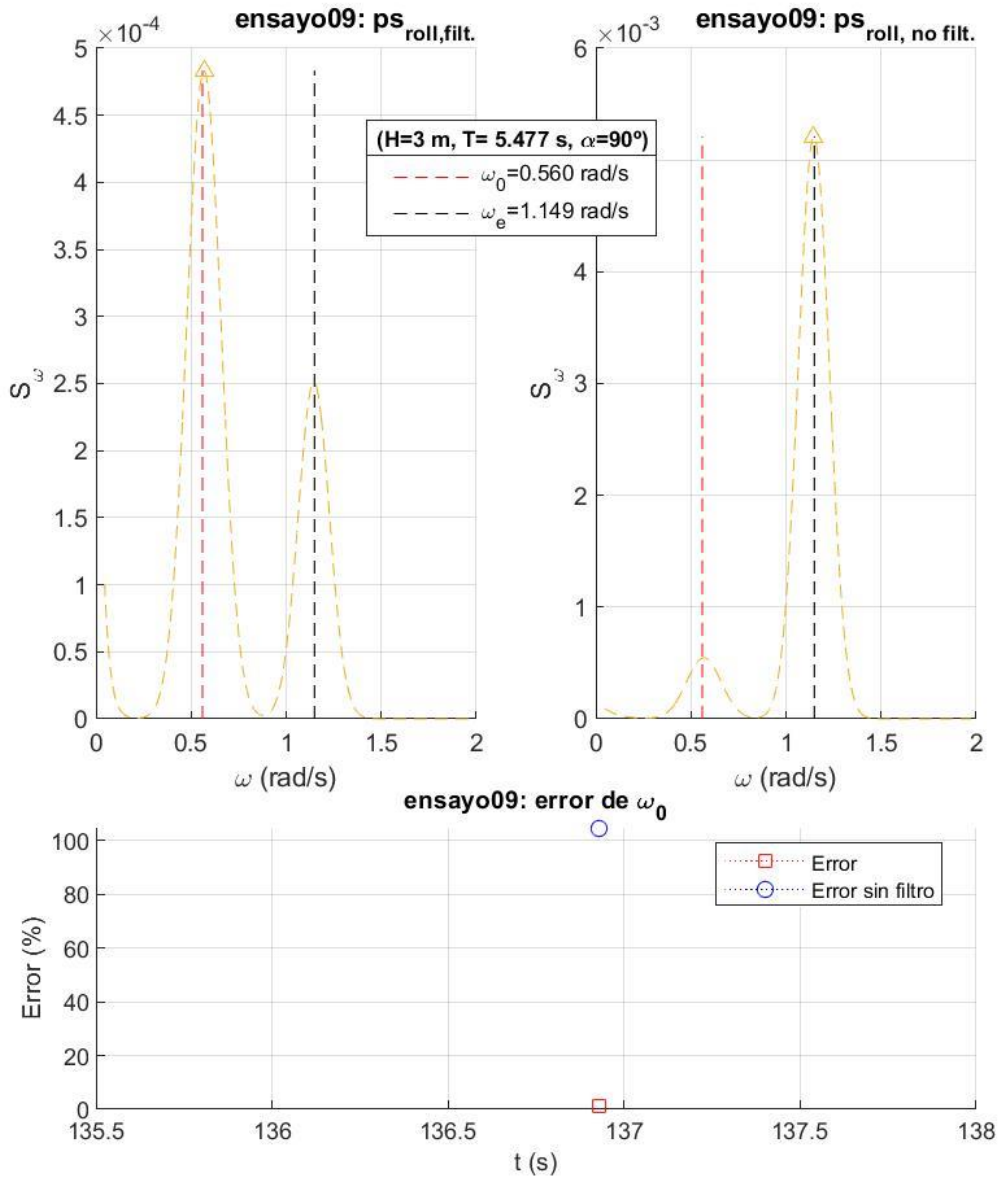 ensayo09: ps_roll,filt.
×10^-4
5
4.5
4
3.5
3
2.5
2
1.5
1
0.5
0
S_ω
0 0.5 1 1.5 2
ω (rad/s)
ensayo09: ps_roll, no filt.
×10^-3
6
3
2
1
0
S_ω
0 0.5 1 1.5 2
ω (rad/s)
(H=3 m, T= 5.477 s, α=90º)
ω_0=0.560 rad/s
ω_e=1.149 rad/s
ensayo09: error de ω_0
100
80
60
40
20
0
Error (%)
Error
Error sin filtro
135.5 136 136.5 137 137.5 138
t (s)